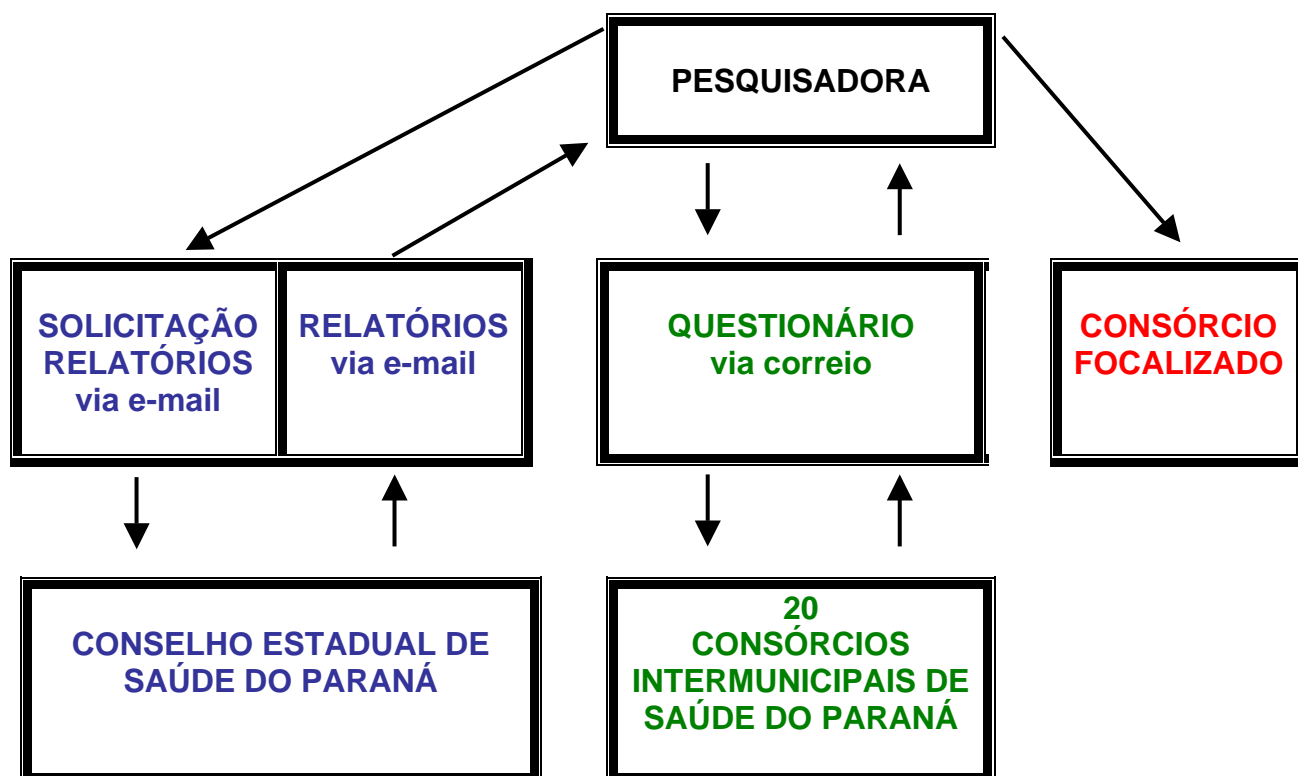 PESQUISADORA
SOLICITAÇÃO
RELATÓRIOS
via e-mail
RELATÓRIOS
via e-mail
QUESTIONÁRIO
via correio
CONSÓRCIO
FOCALIZADO
CONSELHO ESTADUAL DE
SAÚDE DO PARANÁ
20
CONSÓRCIOS
INTERMUNICIPAIS DE
SAÚDE DO PARANÁ